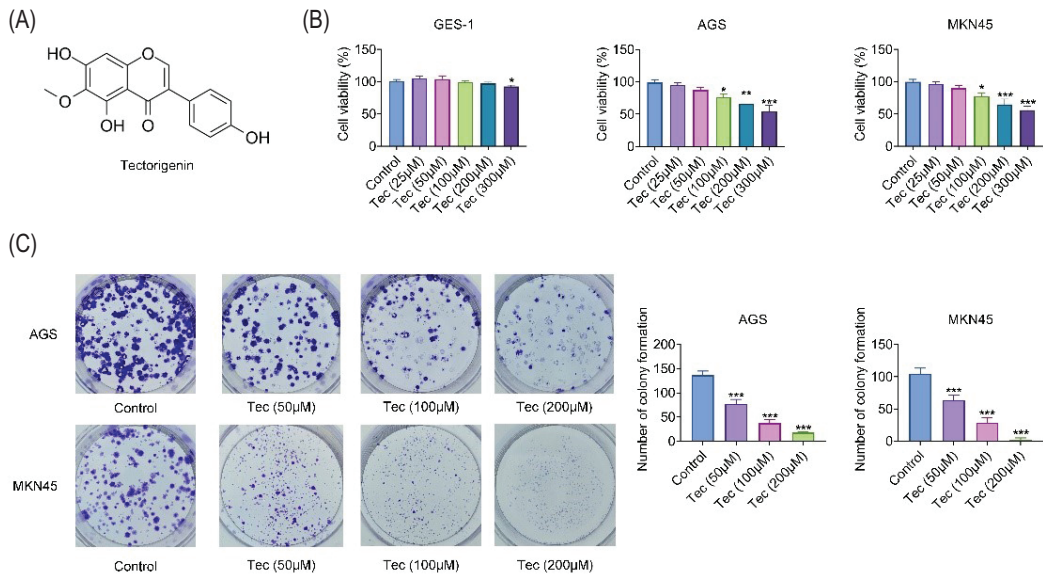 (A)
HO
O
O
OH
O
OH
Tectorigenin
(B)
GES-1
Cell viability (%)
150
100
50
0
*
Control
Tec (25μM)
Tec (50μM)
Tec (100μM)
Tec (200μM)
Tec (300μM)
AGS
Cell viability (%)
150
100
50
0
*
**
***
Control
Tec (25μM)
Tec (50μM)
Tec (100μM)
Tec (200μM)
Tec (300μM)
MKN45
Cell viability (%)
150
100
50
0
*
***
***
Control
Tec (25μM)
Tec (50μM)
Tec (100μM)
Tec (200μM)
Tec (300μM)
(C)
AGS
Control
Tec (50μM)
Tec (100μM)
Tec (200μM)
MKN45
Control
Tec (50μM)
Tec (100μM)
Tec (200μM)
AGS
Number of colony formation
200
150
100
50
0
***
***
***
Control
Tec (50μM)
Tec (100μM)
Tec (200μM)
MKN45
Number of colony formation
150
100
50
0
***
***
***
Control
Tec (50μM)
Tec (100μM)
Tec (200μM)